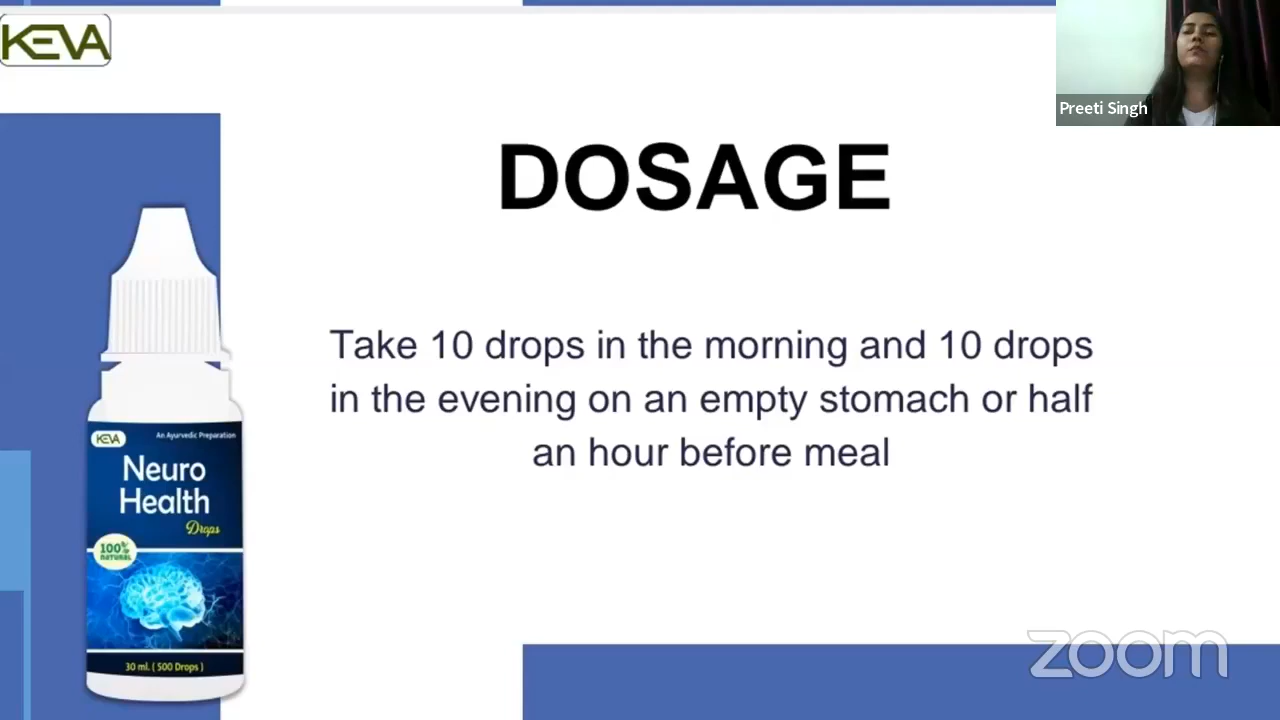 KEVA
Preeti Singh
DOSAGE
Take 10 drops in the morning and 10 drops
in the evening on an empty stomach or half
an hour before meal
KEVA
An Ayurvedic Preparation
Neuro
Health
Drops
100%
NATURAL
30 ml. ( 500 Drops )
zoom